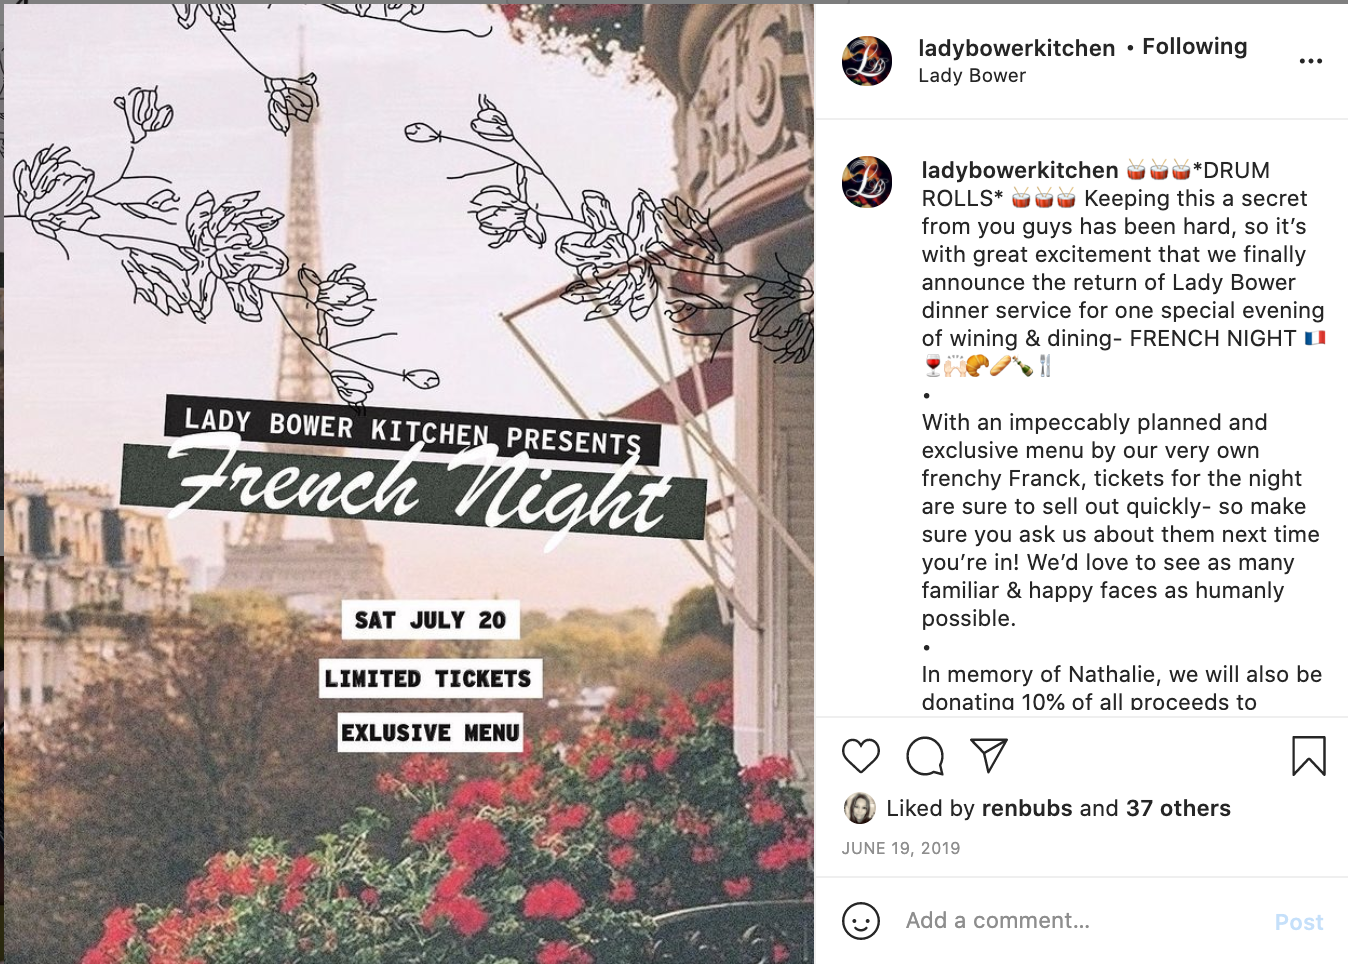 LADY BOWER KITCHEN PRESENTS
French Night
SAT JULY 20
LIMITED TICKETS
EXLUSIVE MENU
ladybowerkitchen • Following
Lady Bower
ladybowerkitchen 🥁🥁🥁*DRUM
ROLLS* 🥁🥁🥁 Keeping this a secret
from you guys has been hard, so it’s
with great excitement that we finally
announce the return of Lady Bower
dinner service for one special evening
of wining & dining- FRENCH NIGHT 🇫🇷
🍷🙌🏻🥐🥖🍾🍴
•
With an impeccably planned and
exclusive menu by our very own
frenchy Franck, tickets for the night
are sure to sell out quickly- so make
sure you ask us about them next time
you’re in! We’d love to see as many
familiar & happy faces as humanly
possible.
•
In memory of Nathalie, we will also be
donating 10% of all proceeds to
Liked by renbubs and 37 others
JUNE 19, 2019
Add a comment...
Post